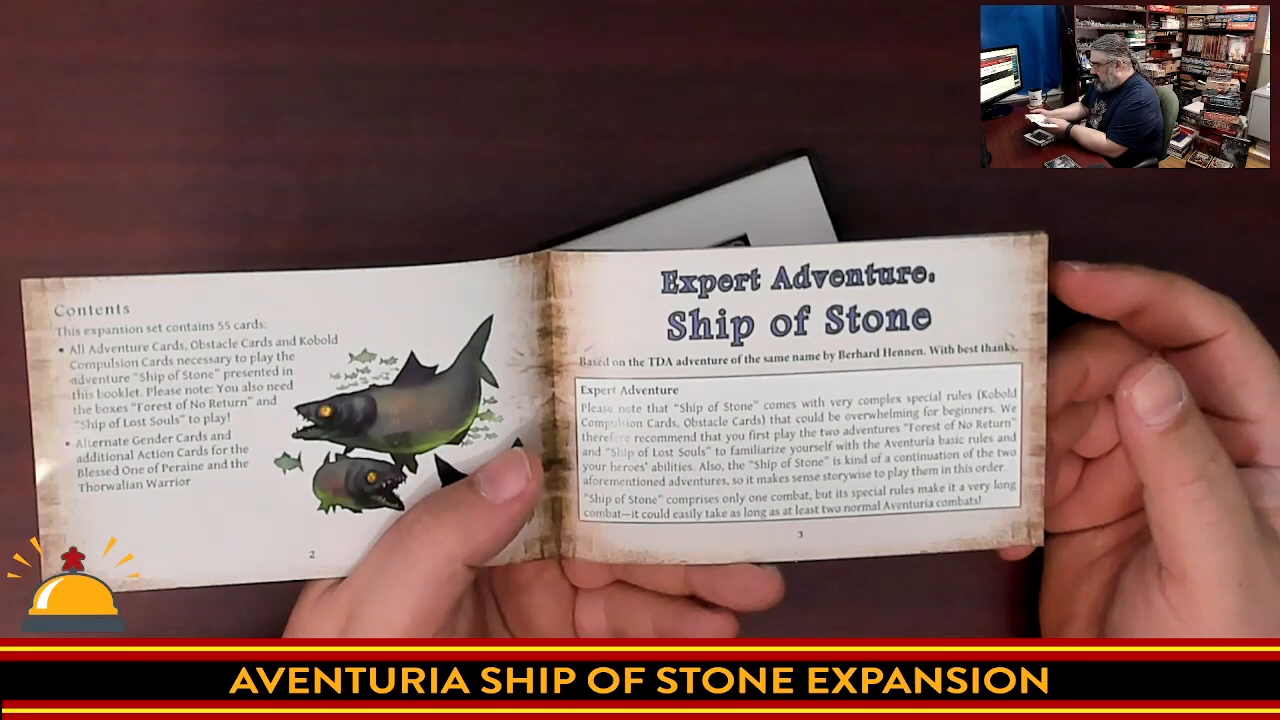 Contents
This expansion set contains 55 cards:
• All Adventure Cards, Obstacle Cards and Kobold
Compulsion Cards necessary to play the
adventure "Ship of Stone" presented in
this booklet. Please note: You also need
the boxes "Forest of No Return" and
"Ship of Lost Souls" to play!
• Alternate Gender Cards and
additional Action Cards for the
Blessed One of Peraine and the
Thorwalian Warrior
2
Expert Adventure:
Ship of Stone
Based on the TDA adventure of the same name by Berhard Hennen. With best thanks.
Expert Adventure
Please note that "Ship of Stone" comes with very complex special rules (Kobold
Compulsion Cards, Obstacle Cards) that could be overwhelming for beginners. We
therefore recommend that you first play the two adventures "Forest of No Return"
and "Ship of Lost Souls" to familiarize yourself with the Aventuria basic rules and
your heroes' abilities. Also, the "Ship of Stone" is kind of a continuation of the two
aforementioned adventures, so it makes sense storywise to play them in this order.
"Ship of Stone" comprises only one combat, but its special rules make it a very long
combat—it could easily take as long as at least two normal Aventuria combats!
3
AVENTURIA SHIP OF STONE EXPANSION